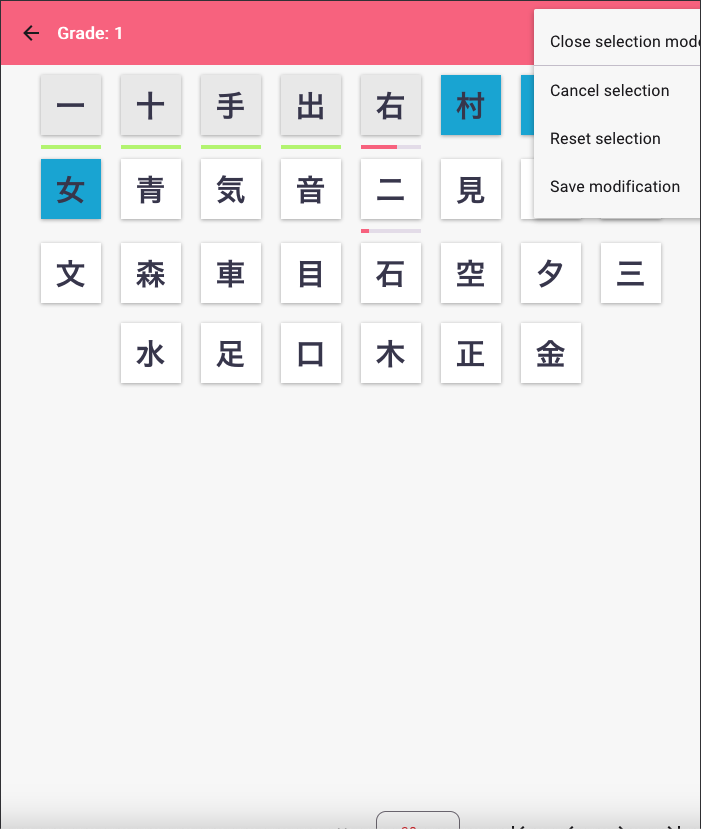 Grade: 1
Close selection mod
Cancel selection
Reset selection
Save modification
一 十 手 出 右 村
女 青 気 音 二 見
文 森 車 目 石 空 夕 三
水 足 口 木 正 金